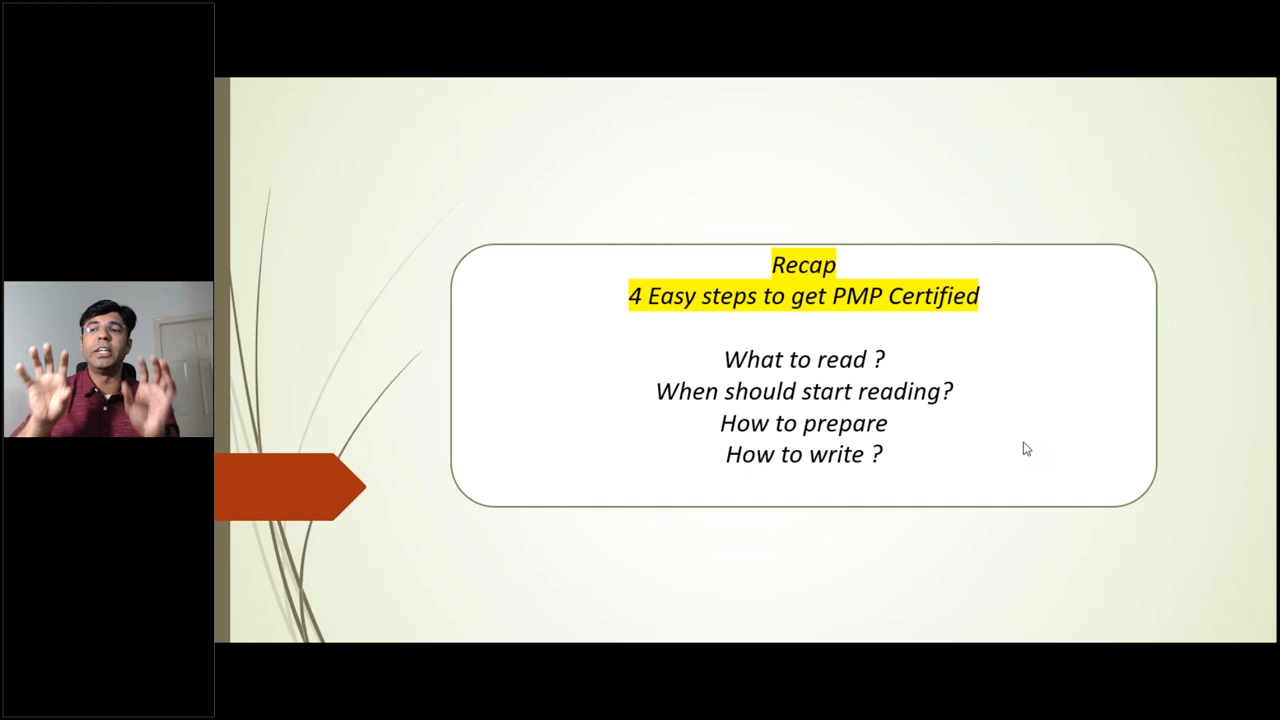 Recap
4 Easy steps to get PMP Certified
What to read ?
When should start reading?
How to prepare
How to write ?